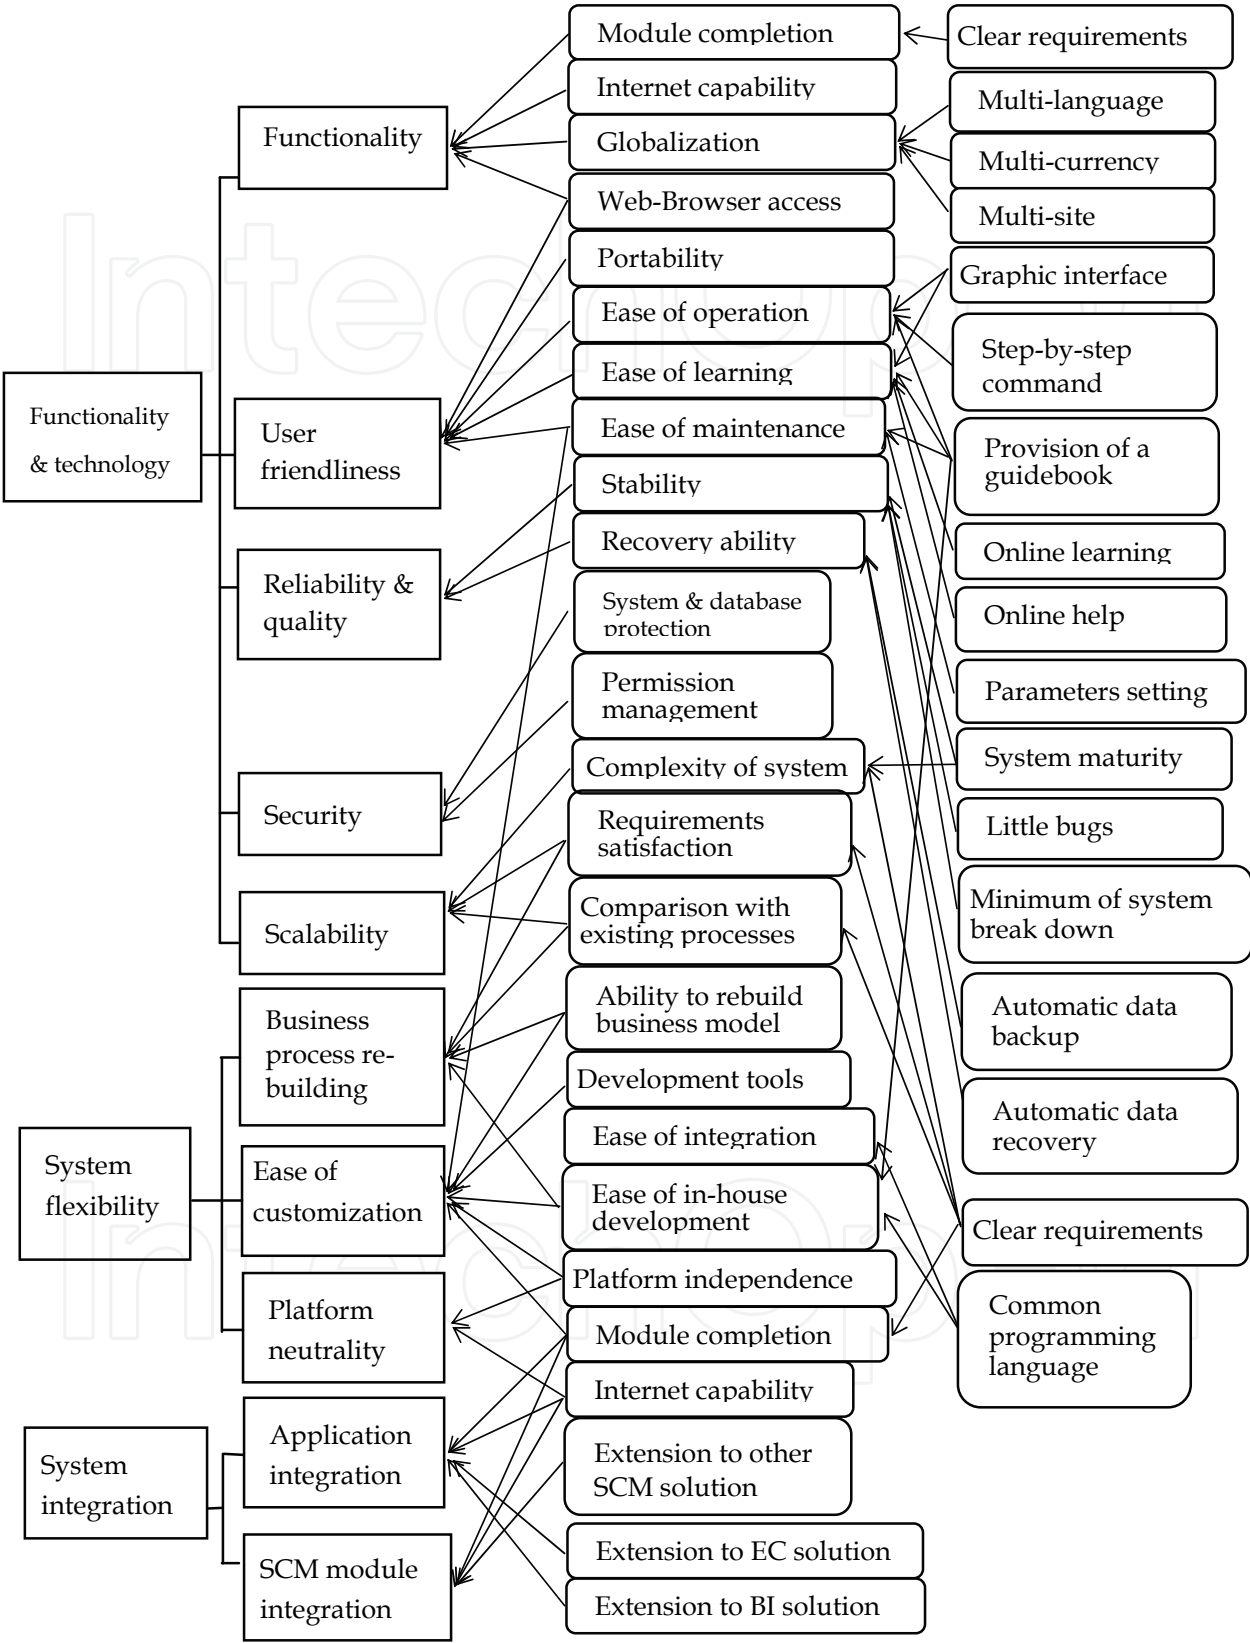 Functionality
& technology
System
flexibility
System
integration
Functionality
User
friendliness
Reliability &
quality
Security
Scalability
Business
process re-
building
Ease of
customization
Platform
neutrality
Application
integration
SCM module
integration
Module completion
Internet capability
Globalization
Web-Browser access
Portability
Ease of operation
Ease of learning
Ease of maintenance
Stability
Recovery ability
System & database
protection
Permission
management
Complexity of system
Requirements
satisfaction
Comparison with
existing processes
Ability to rebuild
business model
Development tools
Ease of integration
Ease of in-house
development
Platform independence
Module completion
Internet capability
Extension to other
SCM solution
Extension to EC solution
Extension to BI solution
Clear requirements
Multi-language
Multi-currency
Multi-site
Graphic interface
Step-by-step
command
Provision of a
guidebook
Online learning
Online help
Parameters setting
System maturity
Little bugs
Minimum of system
break down
Automatic data
backup
Automatic data
recovery
Clear requirements
Common
programming
language
IntechOpen
IntechOpen